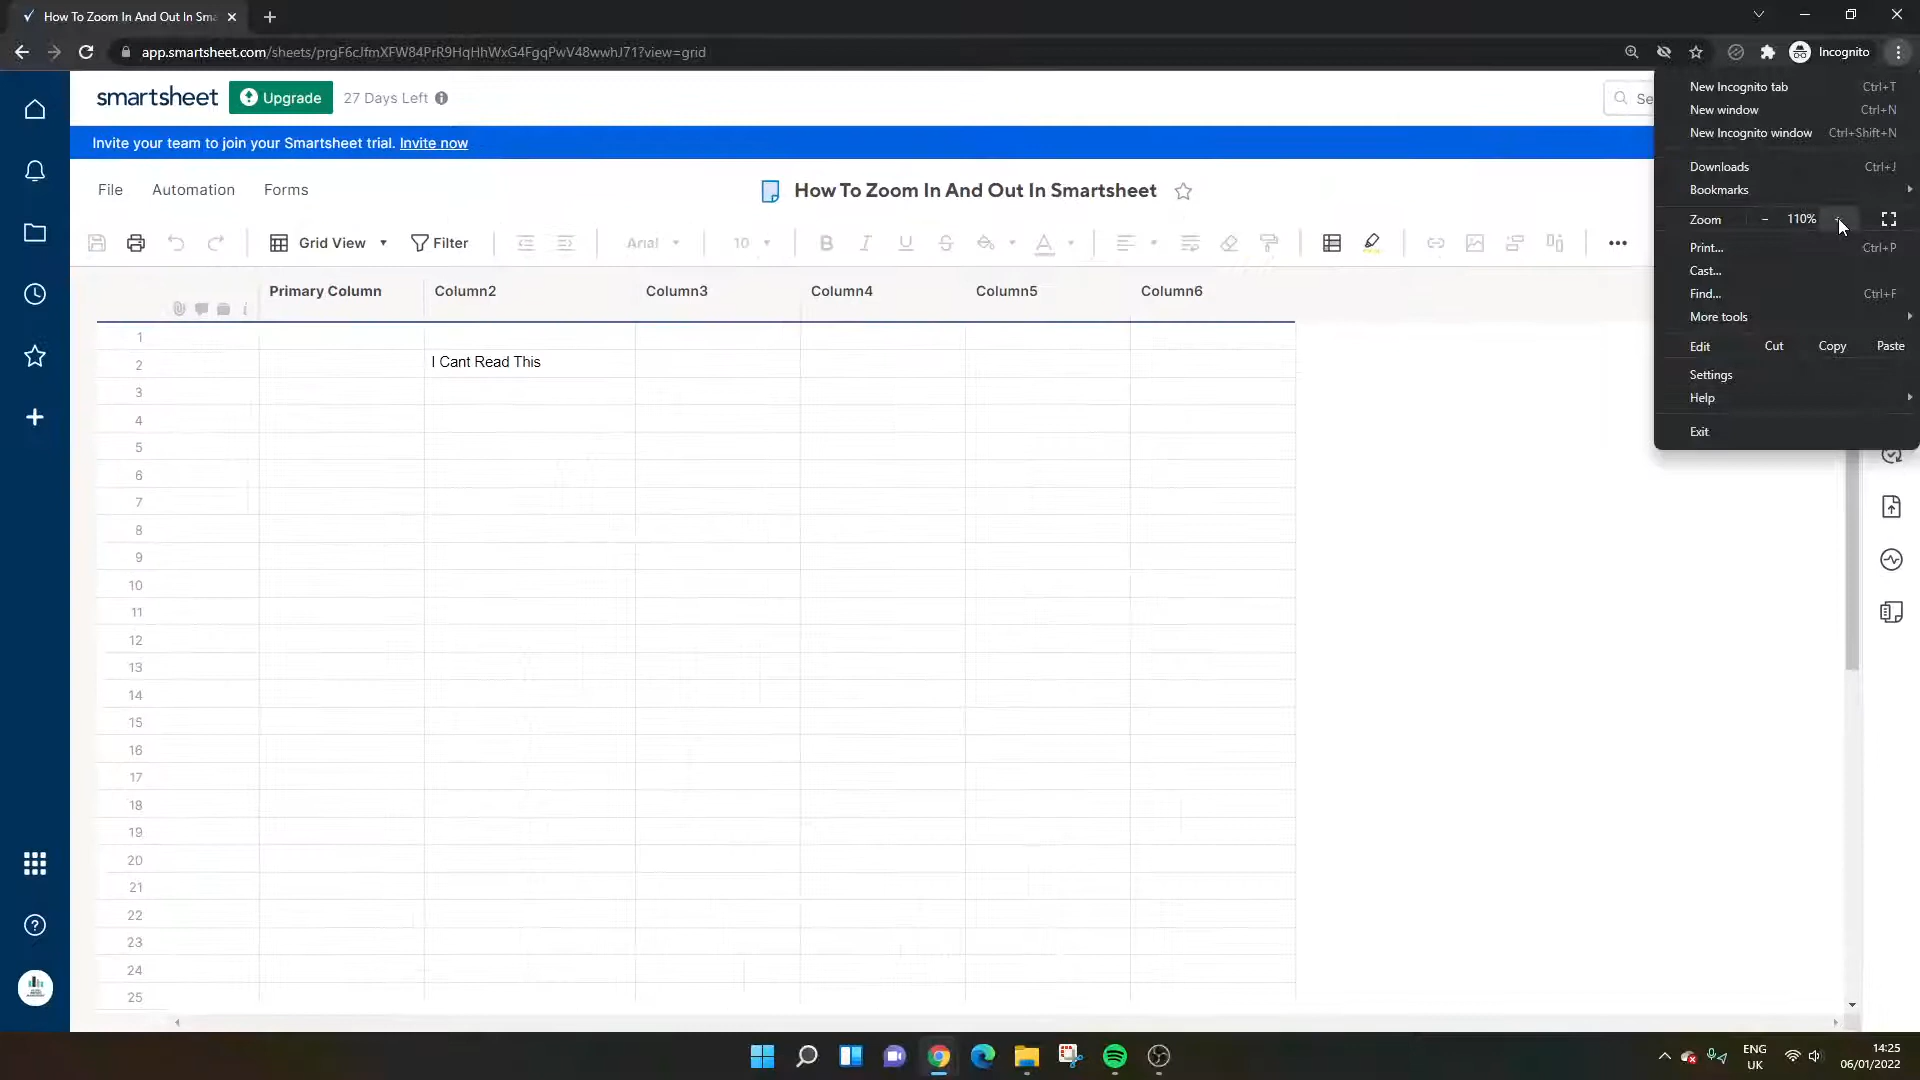 How To Zoom In And Out In Sma
app.smartsheet.com/sheets/prgF6cJfmXFW84PrR9HqHhWxG4FgqPwV48wwhJ71?view=grid
Incognito
smartsheet
Upgrade
27 Days Left
Se
Invite your team to join your Smartsheet trial. Invite now
File Automation Forms
How To Zoom In And Out In Smartsheet
Grid View
Filter
Arial
10
B I U S A
Primary Column Column2 Column3 Column4 Column5 Column6
1
2 I Cant Read This
3
4
5
6
7
8
9
10
11
12
13
14
15
16
17
18
19
20
21
22
23
24
25
New Incognito tab Ctrl+T
New window Ctrl+N
New Incognito window Ctrl+Shift+N
Downloads Ctrl+J
Bookmarks
Zoom - 110%
Print... Ctrl+P
Cast...
Find... Ctrl+F
More tools
Edit Cut Copy Paste
Settings
Help
Exit
ENG
UK
14:25
06/01/2022